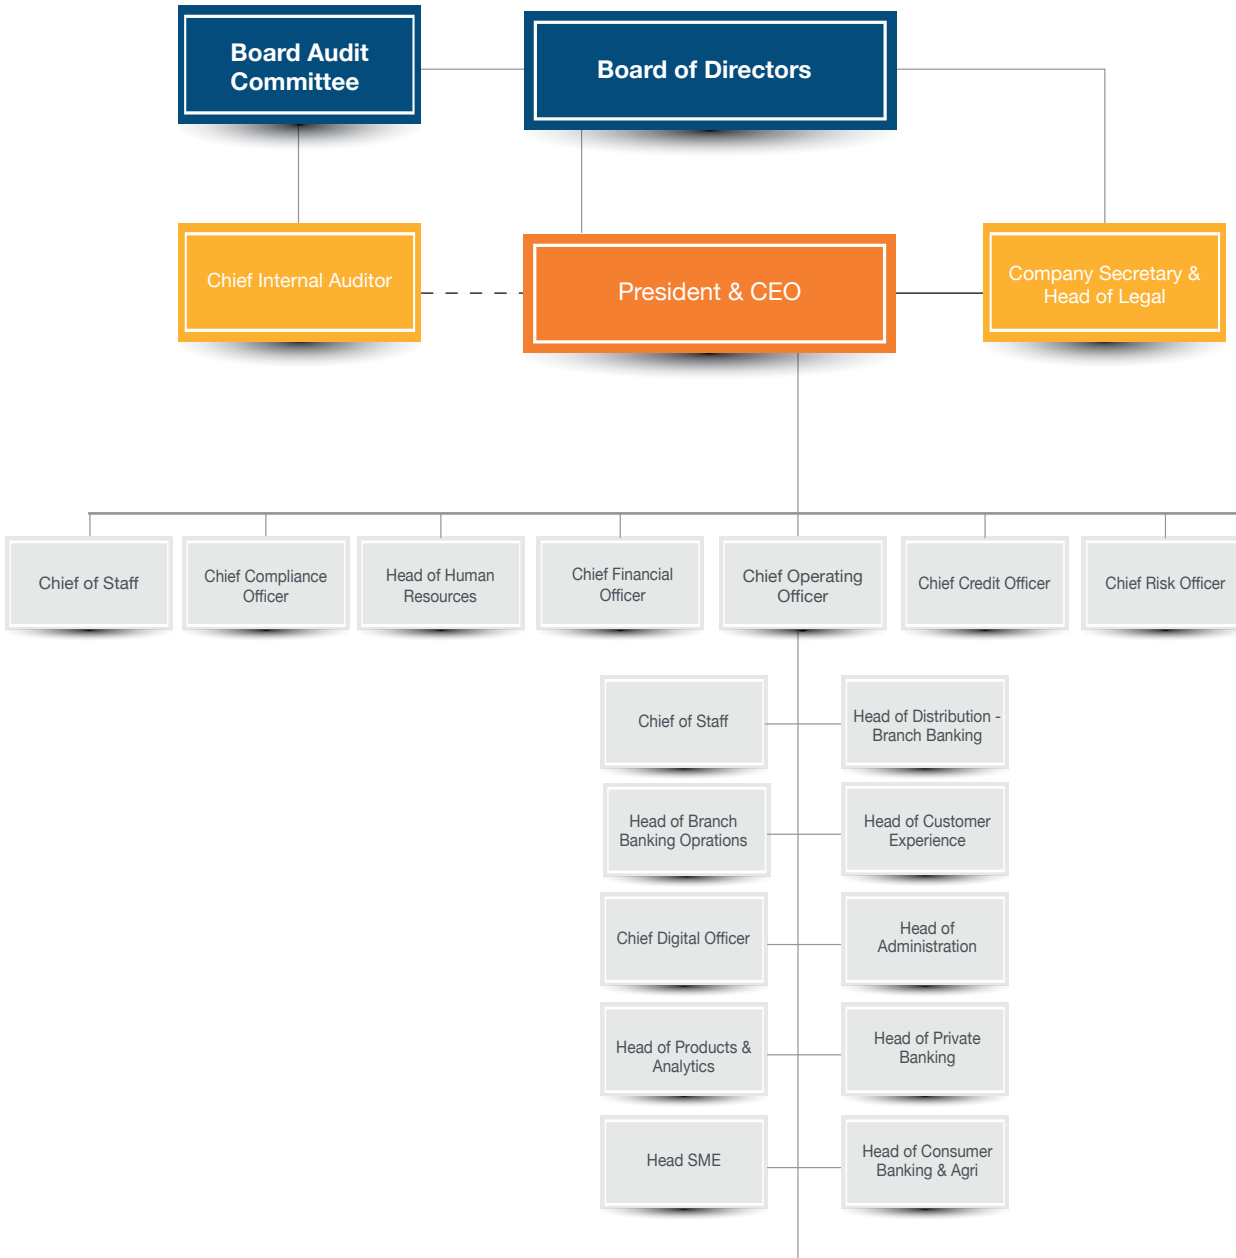 Board Audit
Committee
Board of Directors
Chief Internal Auditor
President & CEO
Company Secretary &
Head of Legal
Chief of Staff
Chief Compliance
Officer
Head of Human
Resources
Chief Financial
Officer
Chief Operating
Officer
Chief Credit Officer
Chief Risk Officer
Chief of Staff
Head of Distribution -
Branch Banking
Head of Branch
Banking Oprations
Head of Customer
Experience
Chief Digital Officer
Head of
Administration
Head of Products &
Analytics
Head of Private
Banking
Head SME
Head of Consumer
Banking & Agri